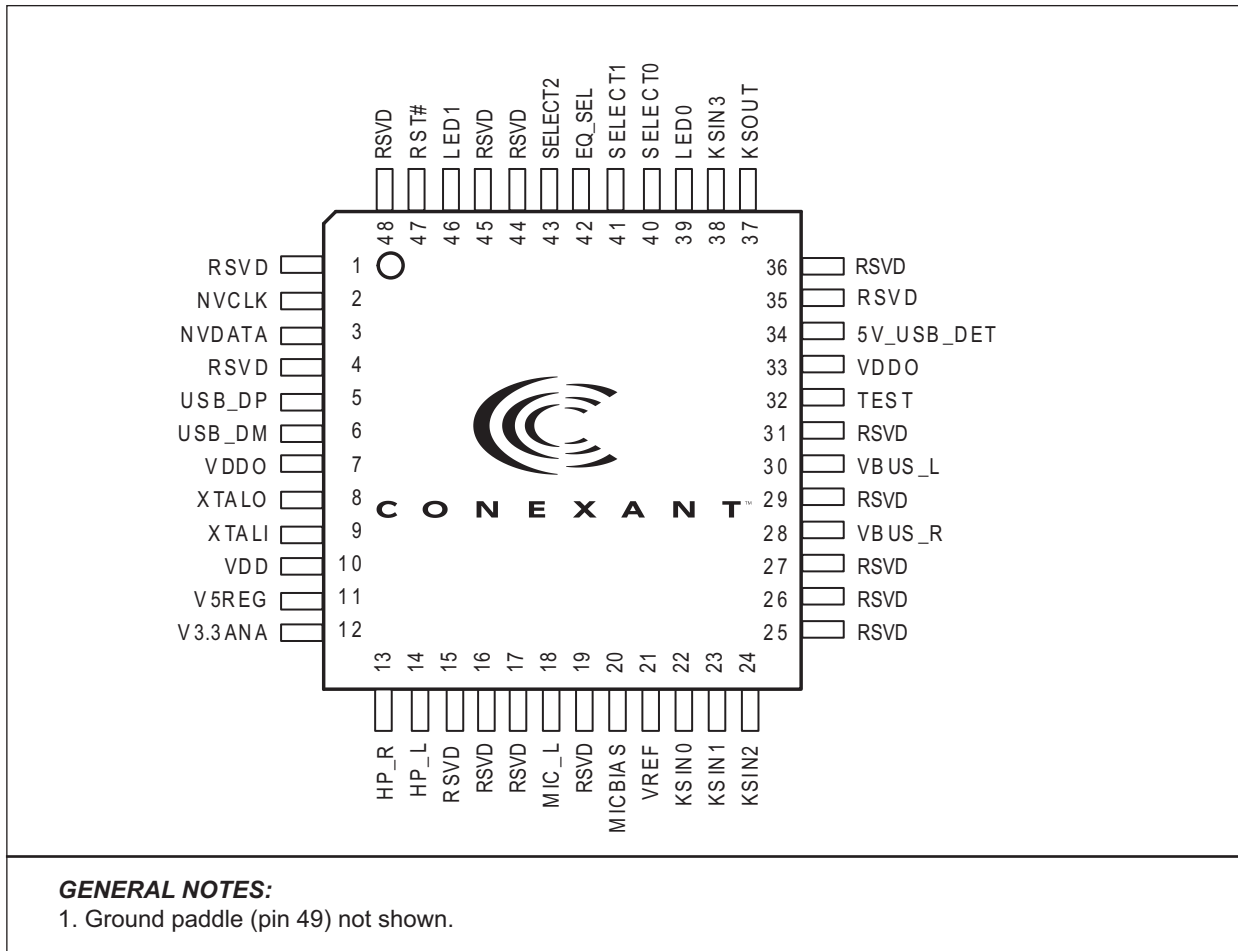 RSVD
RST#
LED1
RSVD
RSVD
SELECT2
EQ_SEL
SELECT1
SELECT0
LED0
KSIN3
KSOUT
48
47
46
45
44
43
42
41
40
39
38
37
RSVD 1
NVCLK 2
NVDATA 3
RSVD 4
USB_DP 5
USB_DM 6
VDDO 7
XTALO 8
XTALI 9
VDD 10
V5REG 11
V3.3ANA 12
36 RSVD
35 RSVD
34 5V_USB_DET
33 VDDO
32 TEST
31 RSVD
30 VBUS_L
29 RSVD
28 VBUS_R
27 RSVD
26 RSVD
25 RSVD
CONEXANT™
13
14
15
16
17
18
19
20
21
22
23
24
HP_R
HP_L
RSVD
RSVD
RSVD
MIC_L
RSVD
MICBIAS
VREF
KSIN0
KSIN1
KSIN2
GENERAL NOTES:
1. Ground paddle (pin 49) not shown.